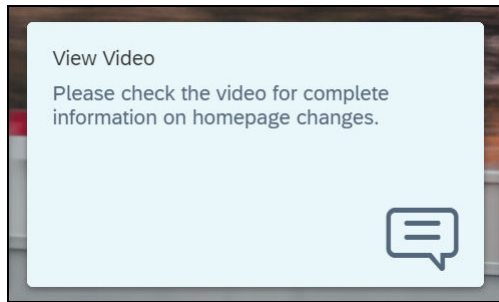 View Video
Please check the video for complete
information on homepage changes.